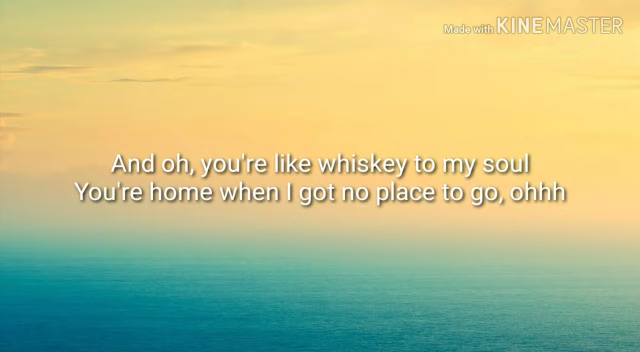 Made with KINEMASTER
And oh, you're like whiskey to my soul
You're home when I got no place to go, ohhh